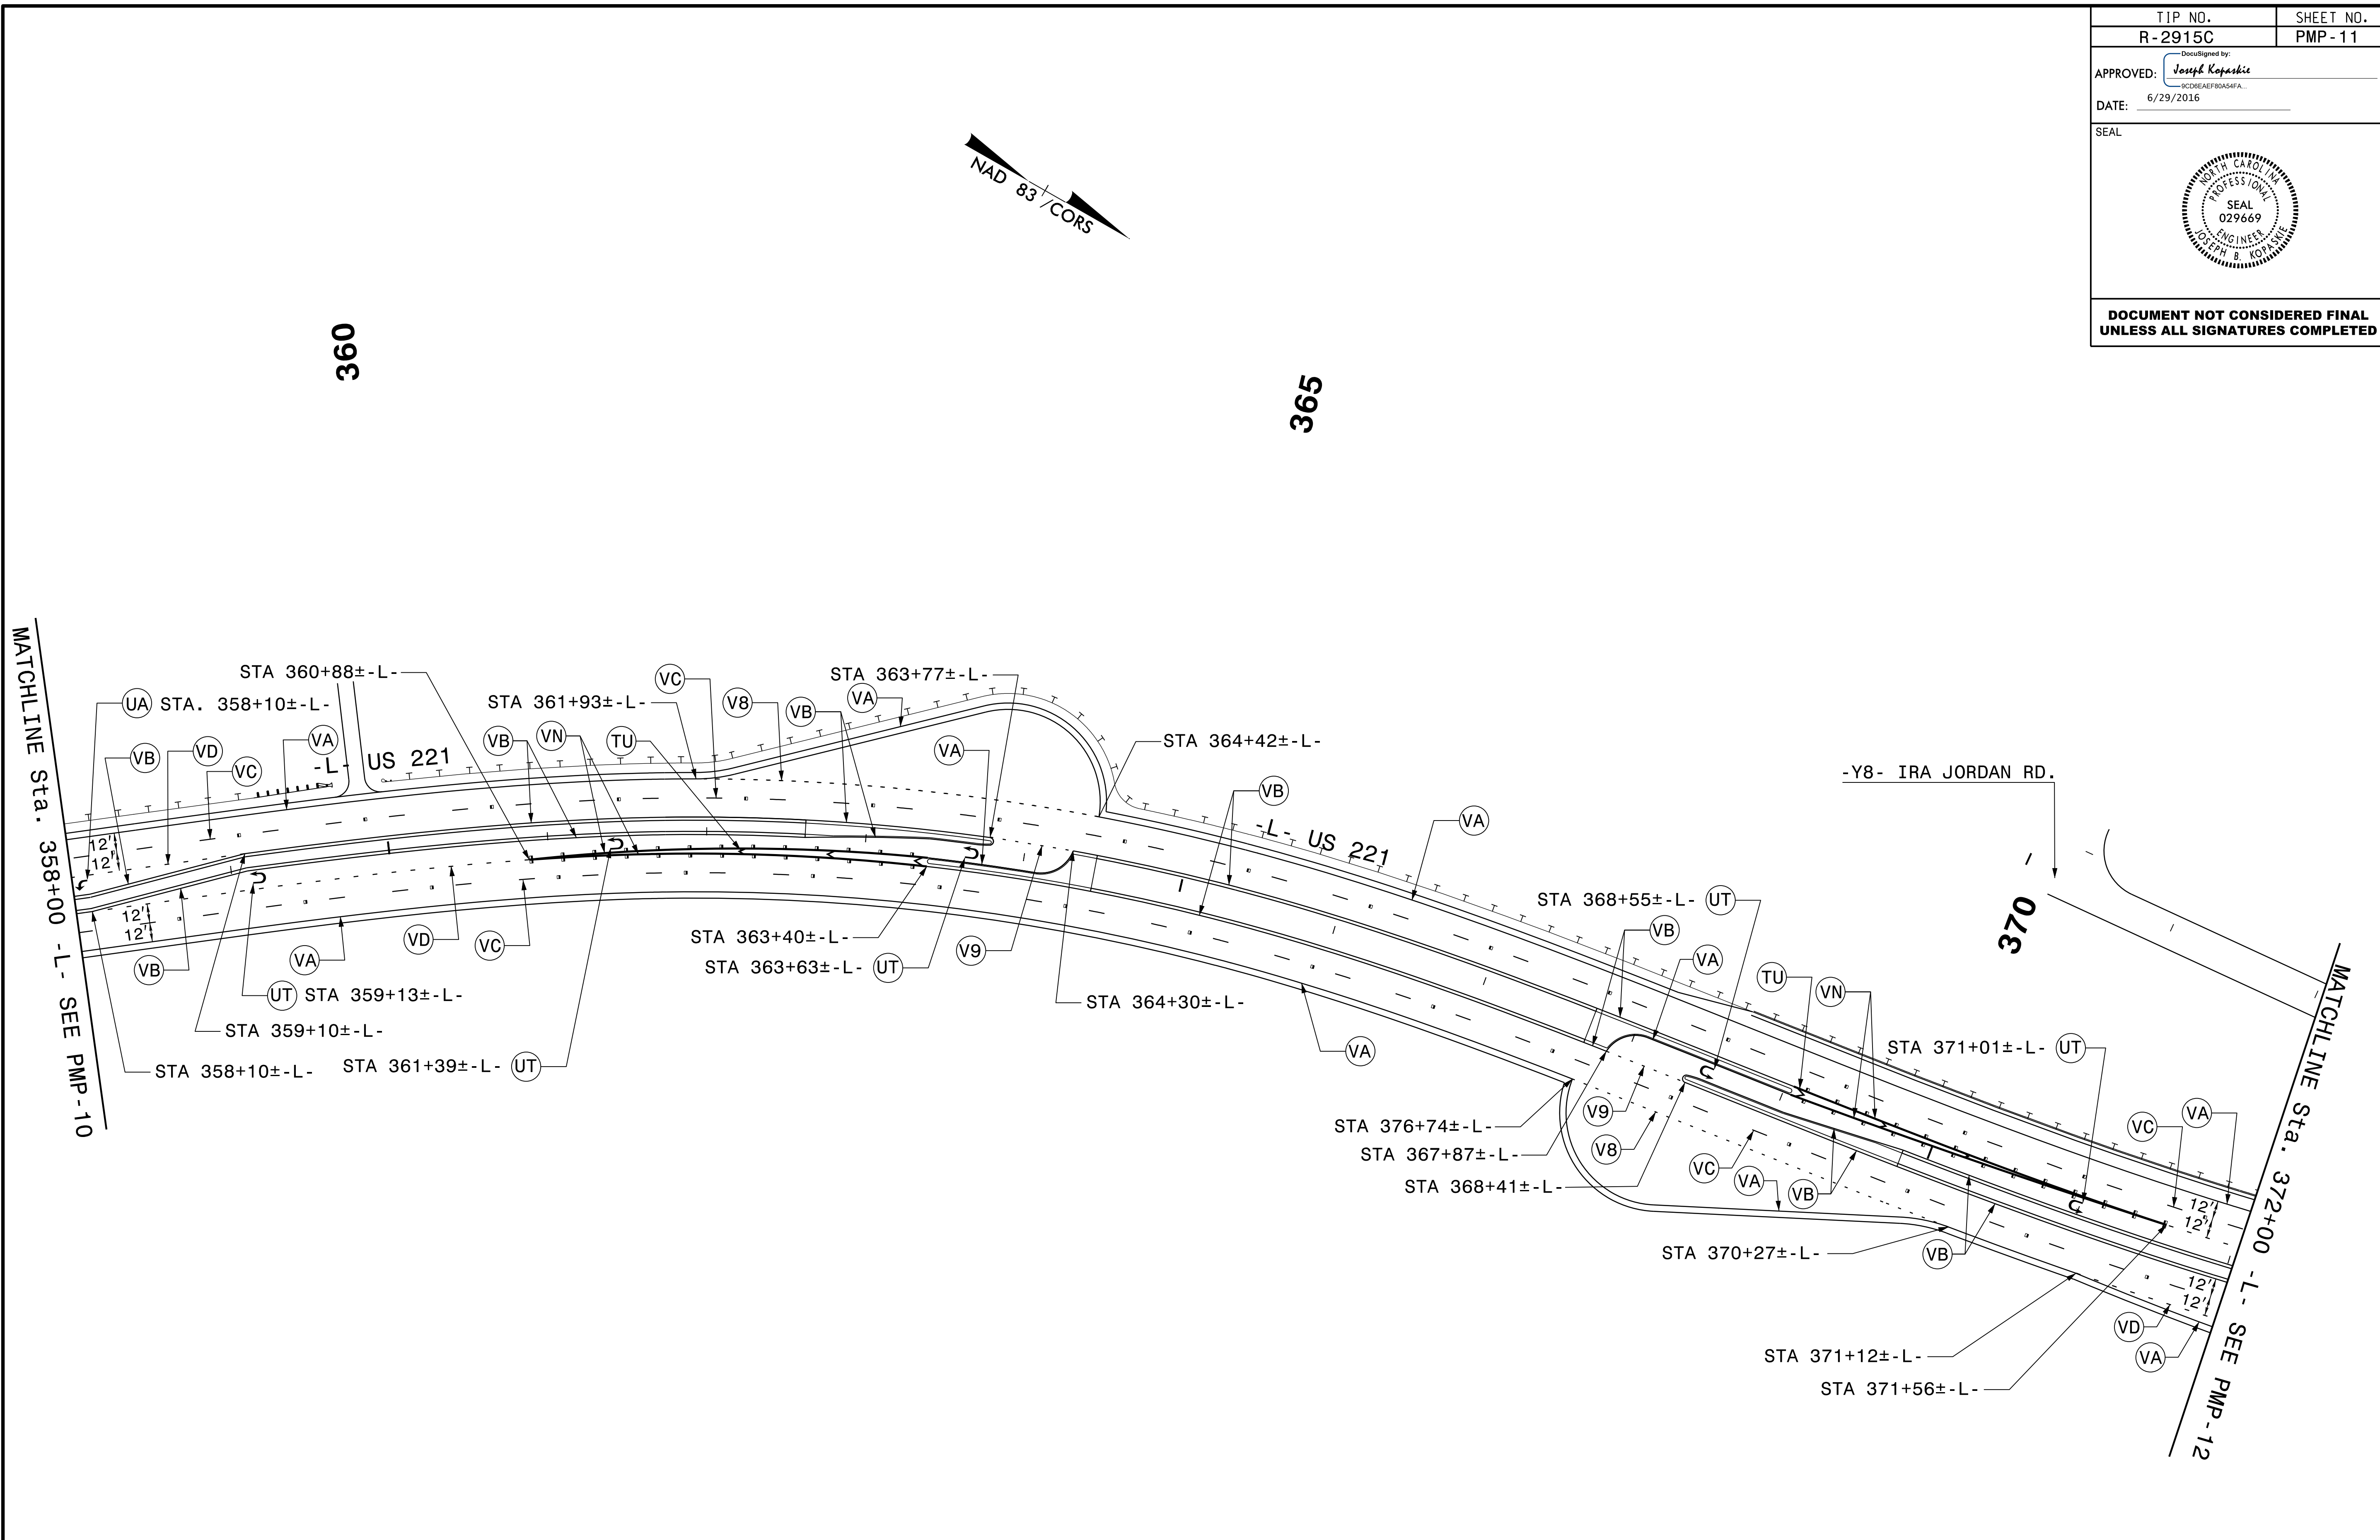 TIP NO. SHEET NO.
R-2915C PMP-11
DocuSigned by:
APPROVED: Joseph Kopaskie
9CD6EAEF80A54FA...
DATE: 6/29/2016
SEAL
NORTH CAROLINA
PROFESSIONAL
SEAL
029669
ENGINEER
JOSEPH B. KOPASKIE
DOCUMENT NOT CONSIDERED FINAL
UNLESS ALL SIGNATURES COMPLETED
NAD 83 /CORS
360
365
370
MATCHLINE Sta. 358+00 -L- SEE PMP-10
STA 360+88±-L-
UA STA. 358+10±-L-
VB
VD
VC
VA
-L- US 221
STA 361+93±-L-
VB
VN
TU
VC
V8
VB
VA
STA 363+77±-L-
VA
STA 364+42±-L-
VB
-L- US 221
VA
-Y8- IRA JORDAN RD.
12'
12'
12'
12'
VB
VA
VD
VC
UT STA 359+13±-L-
STA 359+10±-L-
STA 358+10±-L-
STA 361+39±-L- UT
STA 363+40±-L-
STA 363+63±-L- UT
V9
STA 364+30±-L-
VA
STA 368+55±-L- UT
VB
VA
TU
VN
STA 371+01±-L- UT
VC
VA
STA 376+74±-L-
STA 367+87±-L-
STA 368+41±-L-
V9
V8
VC
VA
VB
STA 370+27±-L-
VB
12'
12'
12'
12'
VD
VA
STA 371+12±-L-
STA 371+56±-L-
MATCHLINE Sta. 372+00 -L- SEE PMP-12